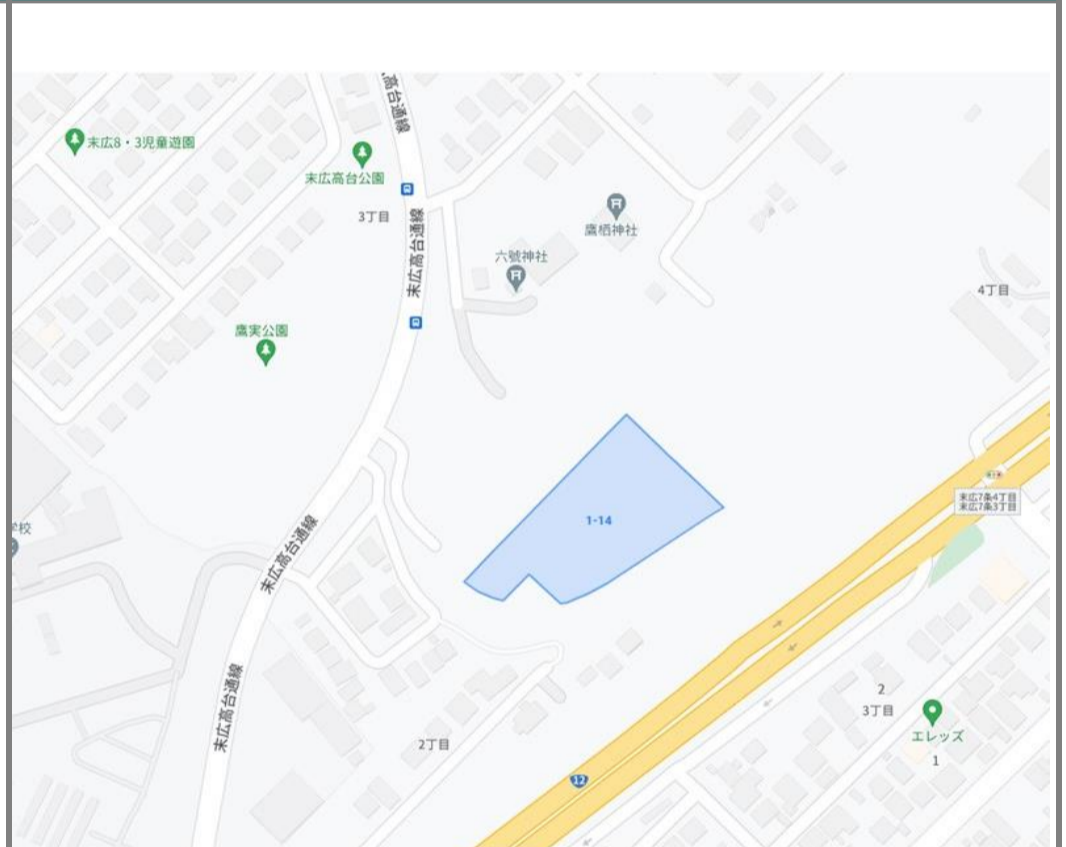 高台通線
末広8・3児童遊園
末広高台公園
3丁目
末広高台通線
鷹栖神社
六號神社
4丁目
鷹実公園
1-14
末広7条4丁目
末広7条3丁目
学校
末広高台通線
末広高台通線
2
3丁目
エレッズ
1
2丁目
12